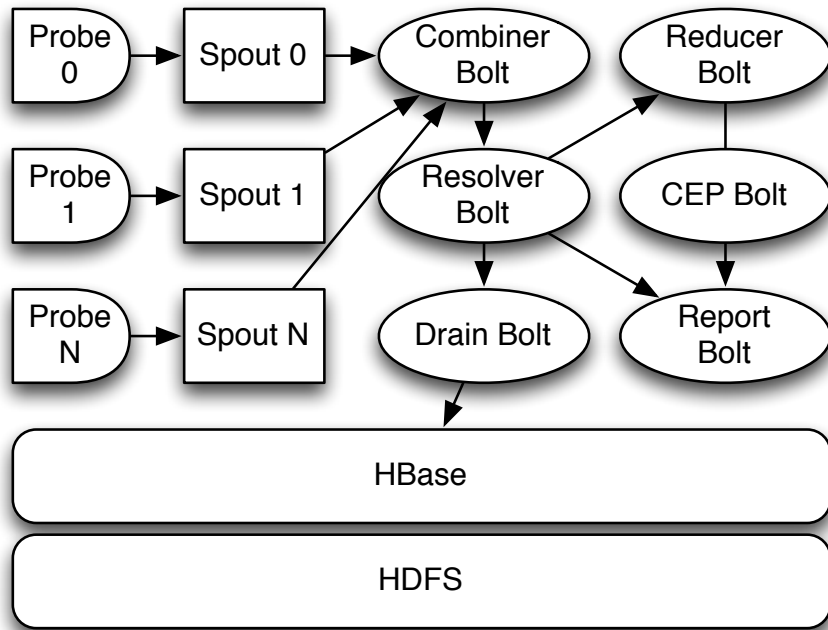 Probe
0
Spout 0
Combiner
Bolt
Reducer
Bolt
Probe
1
Spout 1
Resolver
Bolt
CEP Bolt
Probe
N
Spout N
Drain Bolt
Report
Bolt
HBase
HDFS